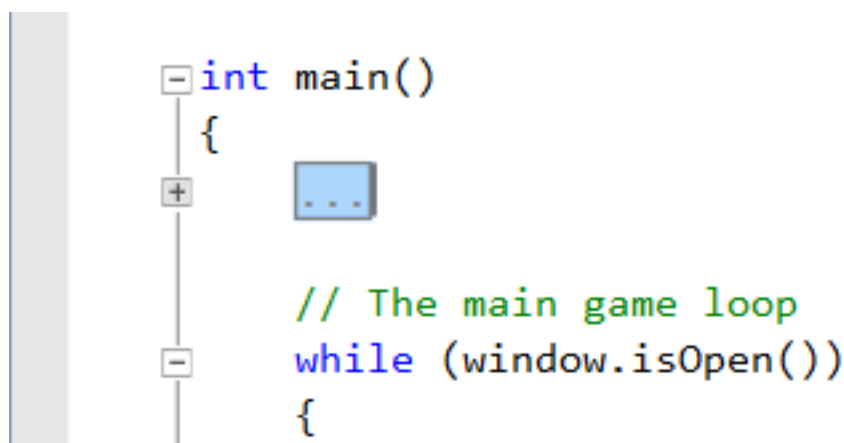 int main()
{
...
// The main game loop
while (window.isOpen())
{